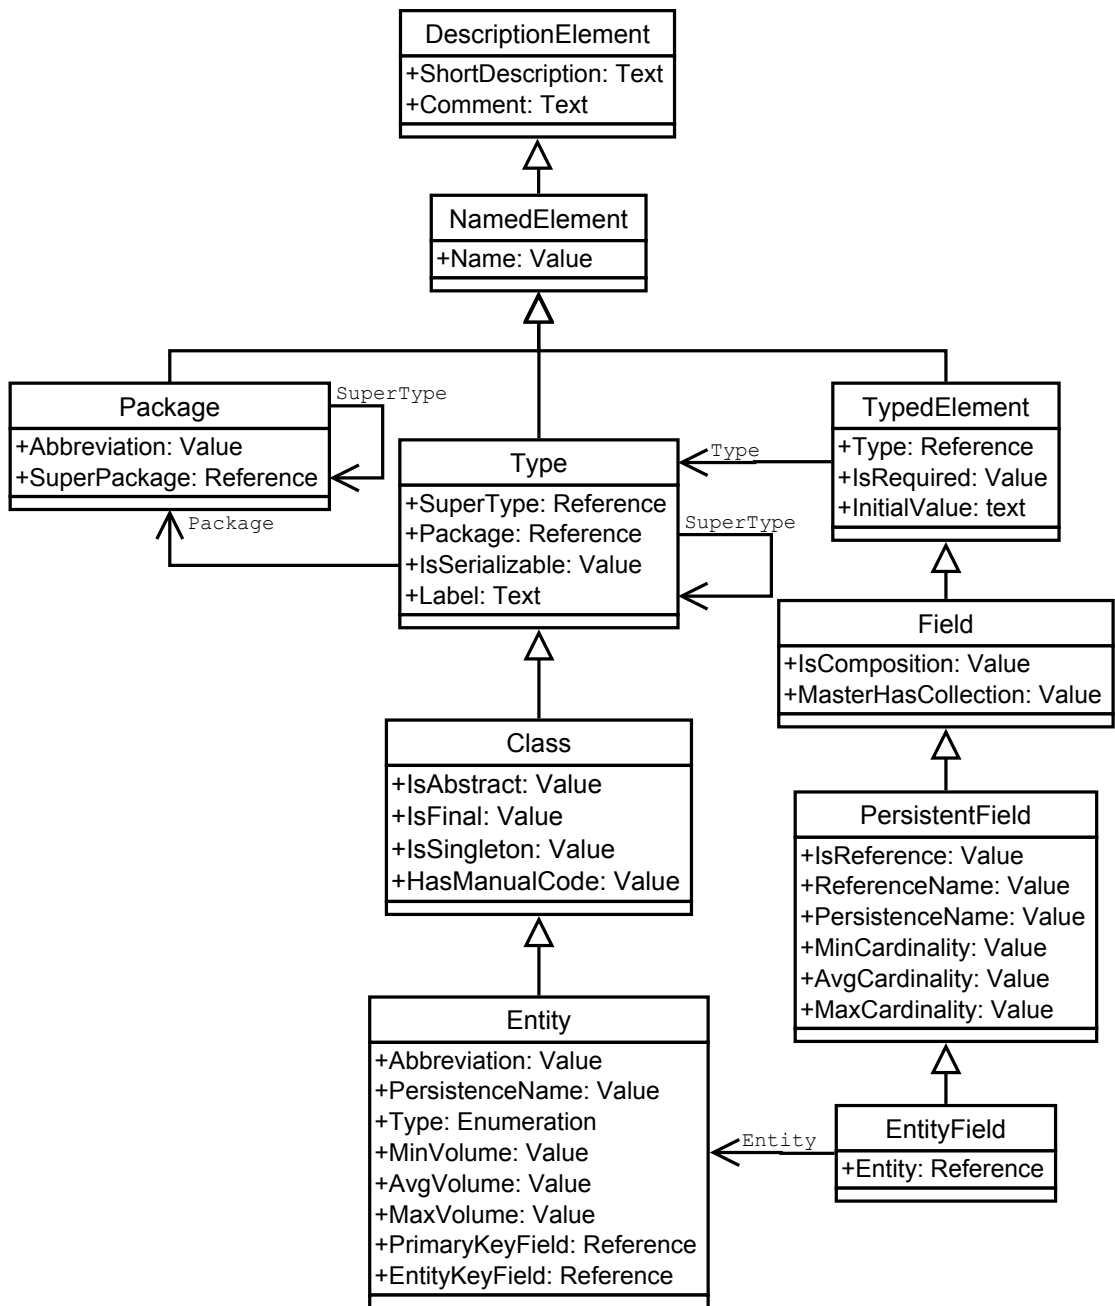 DescriptionElement
+ShortDescription: Text
+Comment: Text
NamedElement
+Name: Value
Package
+Abbreviation: Value
+SuperPackage: Reference
SuperType
Package
Type
+SuperType: Reference
+Package: Reference
+IsSerializable: Value
+Label: Text
SuperType
Type
TypedElement
+Type: Reference
+IsRequired: Value
+InitialValue: text
Field
+IsComposition: Value
+MasterHasCollection: Value
Class
+IsAbstract: Value
+IsFinal: Value
+IsSingleton: Value
+HasManualCode: Value
PersistentField
+IsReference: Value
+ReferenceName: Value
+PersistenceName: Value
+MinCardinality: Value
+AvgCardinality: Value
+MaxCardinality: Value
Entity
+Abbreviation: Value
+PersistenceName: Value
+Type: Enumeration
+MinVolume: Value
+AvgVolume: Value
+MaxVolume: Value
+PrimaryKeyField: Reference
+EntityKeyField: Reference
Entity
EntityField
+Entity: Reference